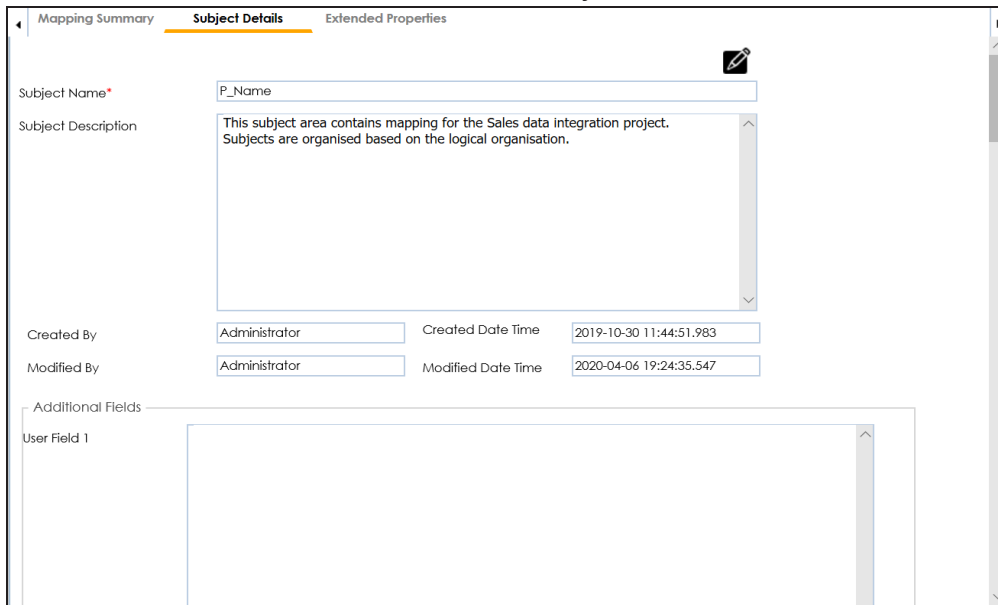 Mapping Summary Subject Details Extended Properties
Subject Name* P_Name
Subject Description This subject area contains mapping for the Sales data integration project.
Subjects are organised based on the logical organisation.
Created By Administrator Created Date Time 2019-10-30 11:44:51.983
Modified By Administrator Modified Date Time 2020-04-06 19:24:35.547
Additional Fields
User Field 1